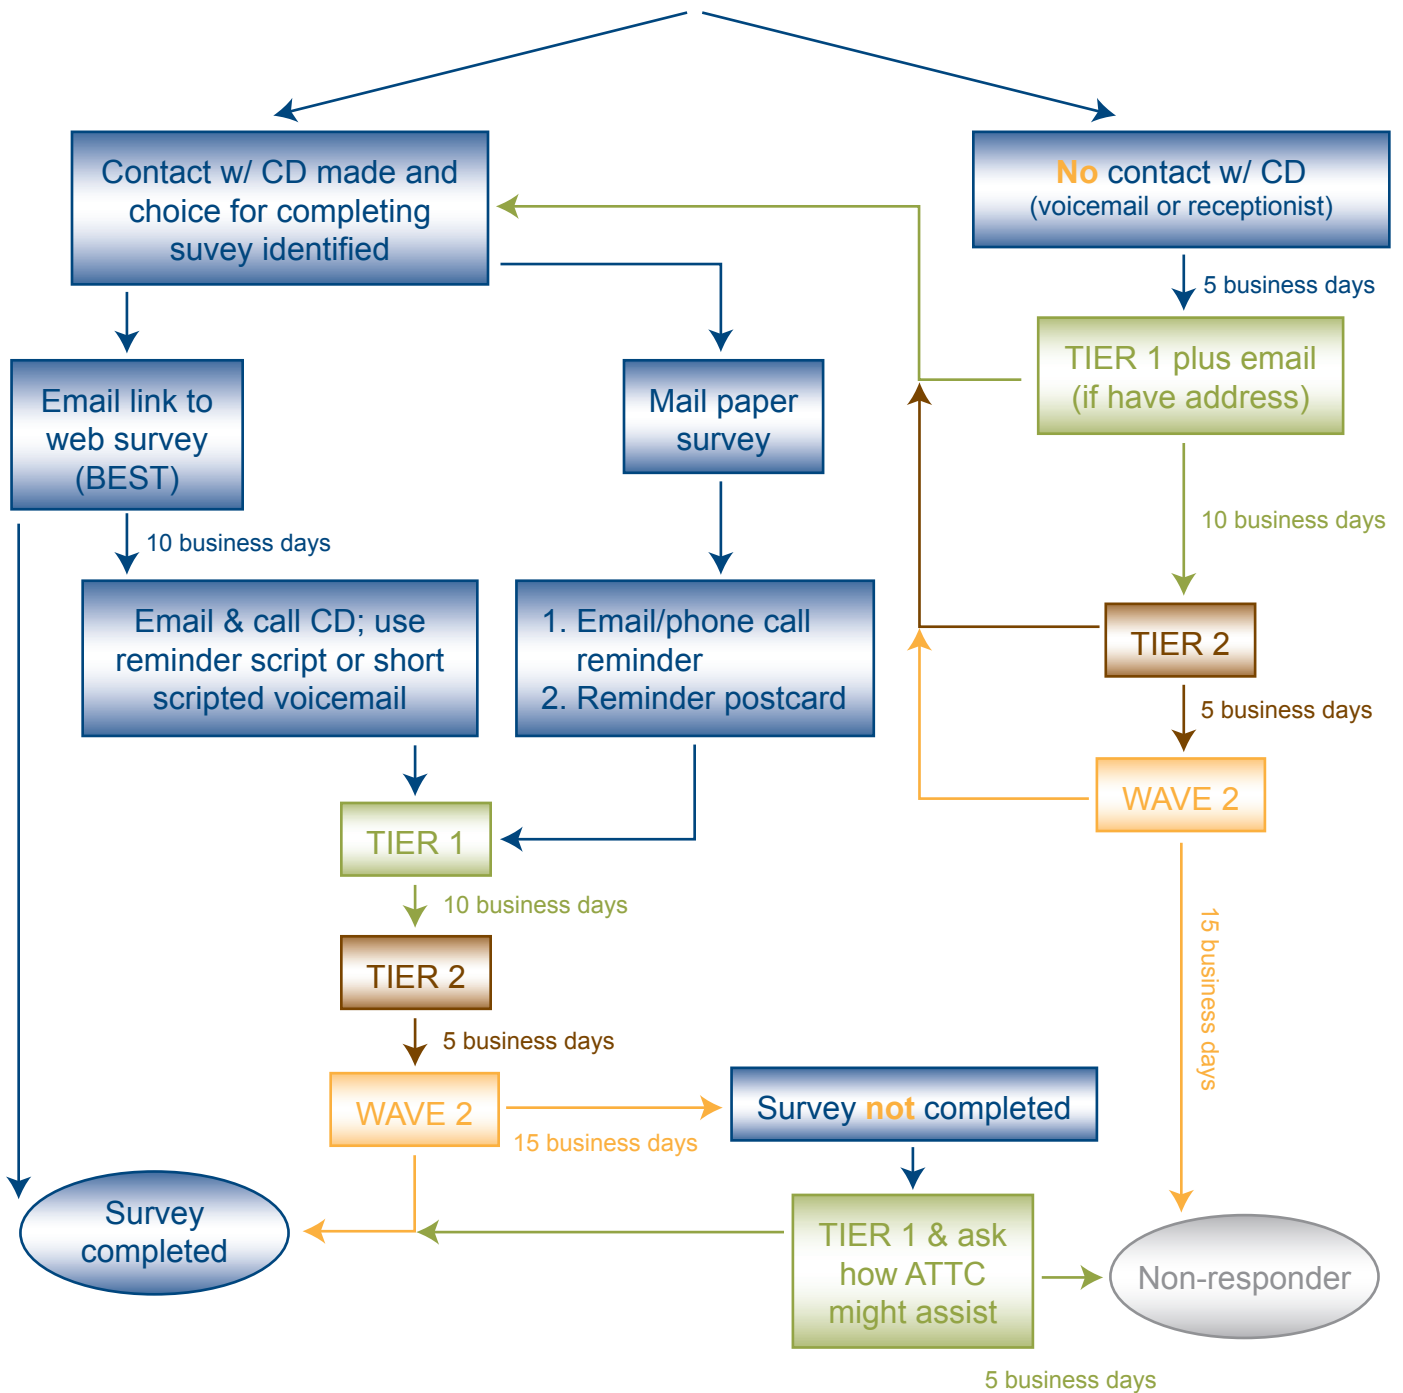 Contact w/ CD made and
choice for completing
suvey identified
No contact w/ CD
(voicemail or receptionist)
5 business days
TIER 1 plus email
(if have address)
Email link to
web survey
(BEST)
Mail paper
survey
10 business days
10 business days
Email & call CD; use
reminder script or short
scripted voicemail
1. Email/phone call
reminder
2. Reminder postcard
TIER 2
5 business days
WAVE 2
TIER 1
10 business days
15 business days
TIER 2
5 business days
WAVE 2
15 business days
Survey not completed
Survey
completed
TIER 1 & ask
how ATTC
might assist
Non-responder
5 business days